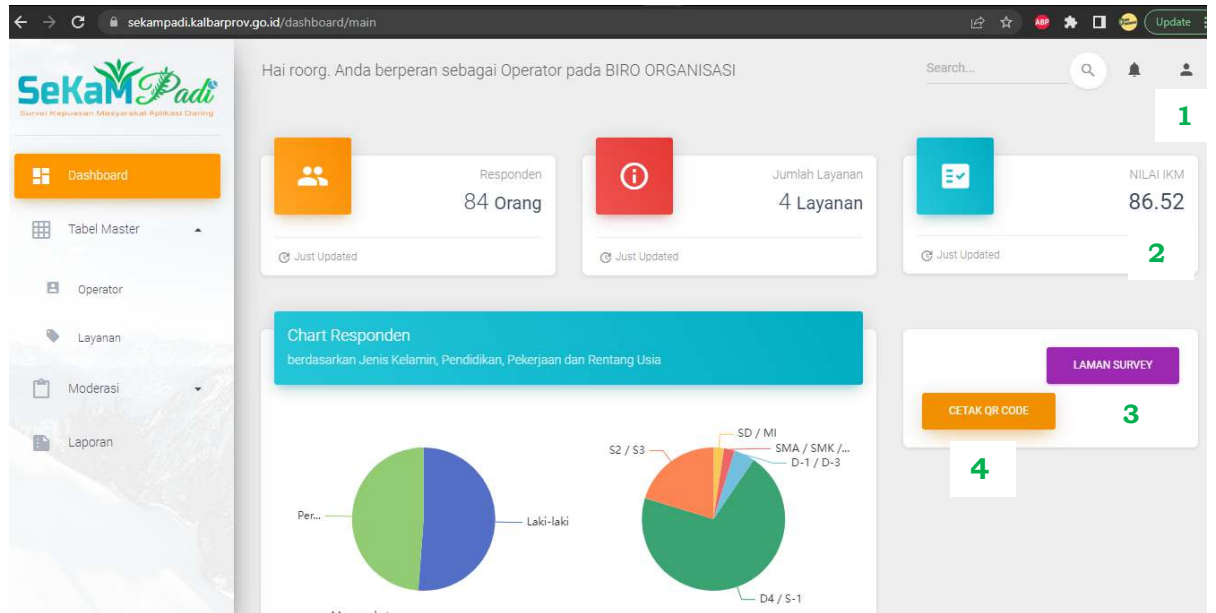 sekampadi.kalbarprov.go.id/dashboard/main
ABP
Update
SeKaM Padi
Survei Kepuasan Masyarakat Aplikasi Daring
Hai roorg. Anda berperan sebagai Operator pada BIRO ORGANISASI
Search...
1
Dashboard
Tabel Master
Operator
Layanan
Moderasi
Laporan
Responden
84 Orang
Just Updated
Jumlah Layanan
4 Layanan
Just Updated
NILAI IKM
86.52
Just Updated
2
Chart Responden
berdasarkan Jenis Kelamin, Pendidikan, Pekerjaan dan Rentang Usia
LAMAN SURVEY
CETAK QR CODE
3
4
Per...
Laki-laki
S2 / S3
SD / MI
SMA / SMK /...
D-1 / D-3
D4 / S-1